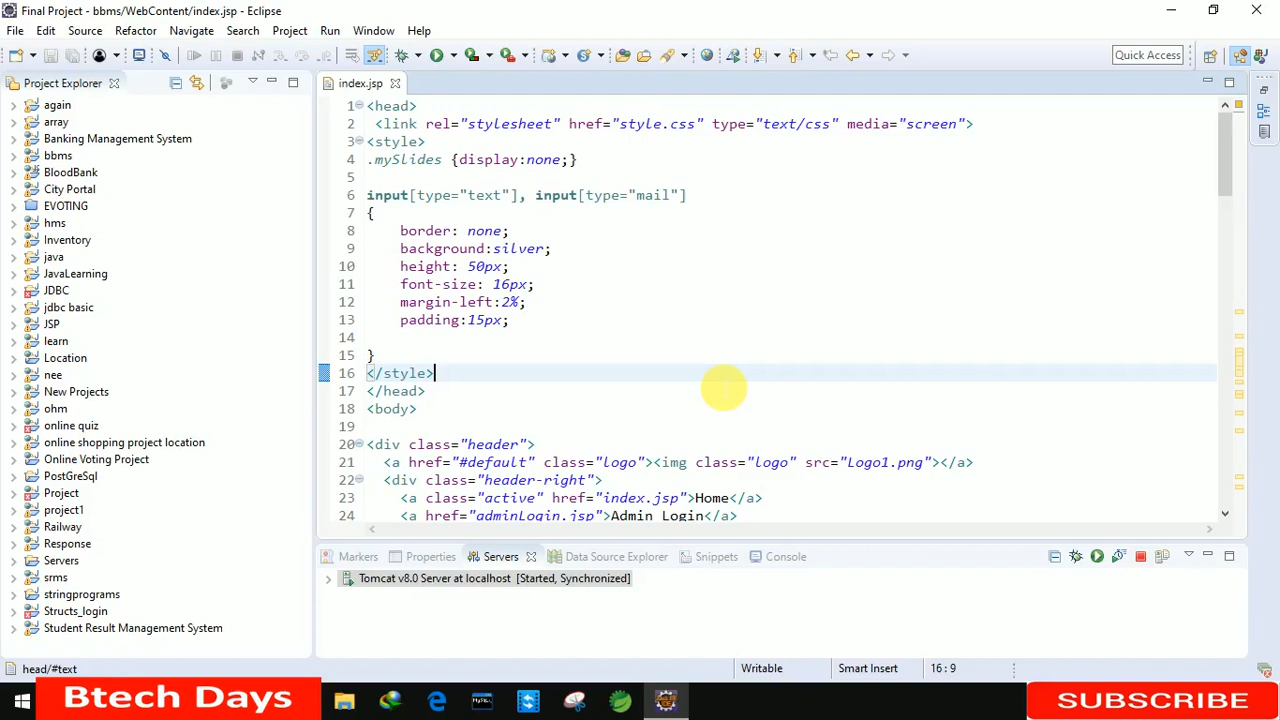 Final Project - bbms/WebContent/index.jsp - Eclipse
File Edit Source Refactor Navigate Search Project Run Window Help
Quick Access
Project Explorer
index.jsp
again
array
Banking Management System
bbms
BloodBank
City Portal
EVOTING
hms
Inventory
java
JavaLearning
JDBC
jdbc basic
JSP
learn
Location
nee
New Projects
ohm
online quiz
online shopping project location
Online Voting Project
PostGreSql
Project
project1
Railway
Response
Servers
srms
stringprograms
Structs_login
Student Result Management System
1 <head>
2 <link rel="stylesheet" href="style.css" type="text/css" media="screen">
3 <style>
4 .mySlides {display:none;}
5
6 input[type="text"], input[type="mail"]
7 {
8 border: none;
9 background:silver;
10 height: 50px;
11 font-size: 16px;
12 margin-left:2%;
13 padding:15px;
14
15 }
16 </style>
17 </head>
18 <body>
19
20 <div class="header">
21 <a href="#default" class="logo"><img class="logo" src="Logo1.png"></a>
22 <div class="header-right">
23 <a class="active" href="index.jsp">Home</a>
24 <a href="adminLogin.jsp">Admin Login</a>
Markers Properties Servers Data Source Explorer Snippets Console
Tomcat v8.0 Server at localhost [Started, Synchronized]
head/#text
Writable Smart Insert 16:9
Btech Days
SUBSCRIBE